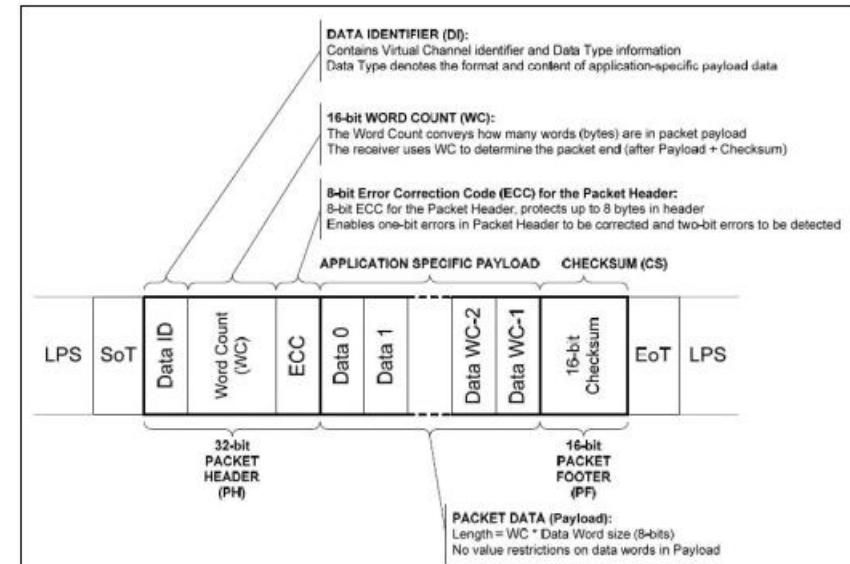 DATA IDENTIFIER (DI):
Contains Virtual Channel identifier and Data Type information
Data Type denotes the format and content of application-specific payload data
16-bit WORD COUNT (WC):
The Word Count conveys how many words (bytes) are in packet payload
The receiver uses WC to determine the packet end (after Payload + Checksum)
8-bit Error Correction Code (ECC) for the Packet Header:
8-bit ECC for the Packet Header, protects up to 8 bytes in header
Enables one-bit errors in Packet Header to be corrected and two-bit errors to be detected
APPLICATION SPECIFIC PAYLOAD
CHECKSUM (CS)
LPS
SoT
Data ID
Word Count
(WC)
ECC
Data 0
Data 1
Data WC-2
Data WC-1
16-bit
Checksum
EoT
LPS
32-bit
PACKET
HEADER
(PH)
16-bit
PACKET
FOOTER
(PF)
PACKET DATA (Payload):
Length = WC * Data Word size (8-bits)
No value restrictions on data words in Payload